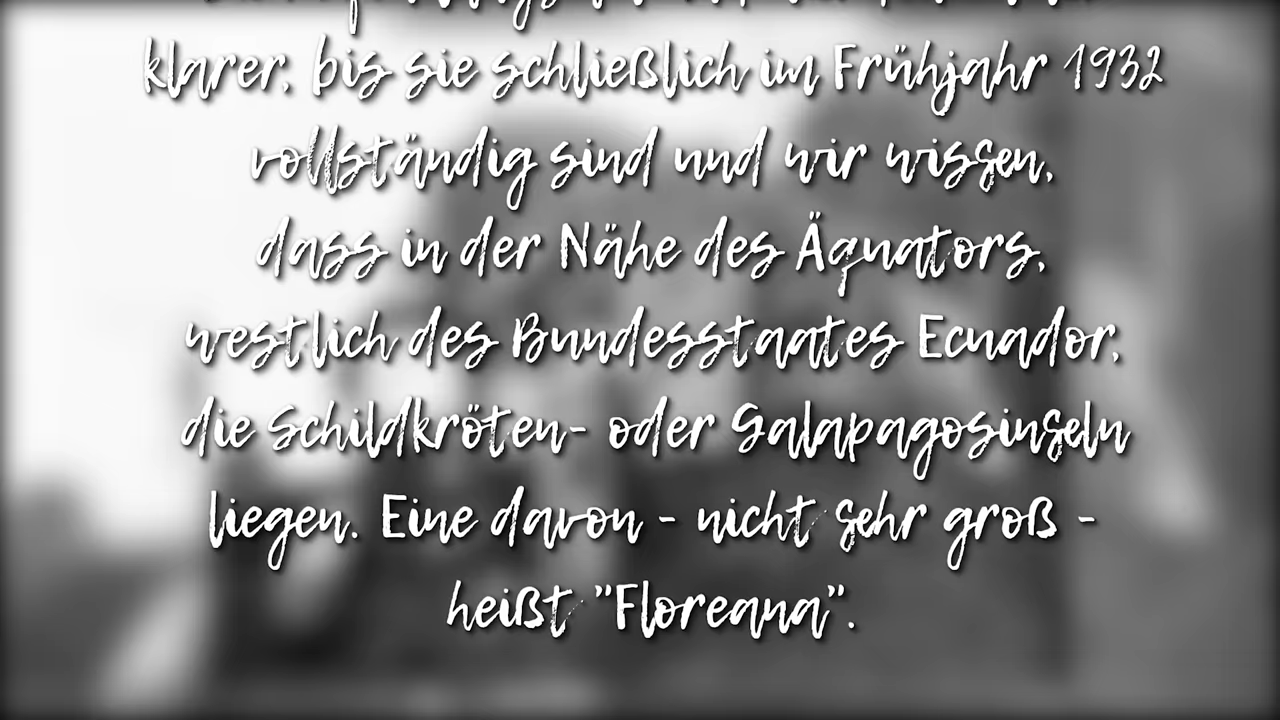 klarer, bis sie schließlich im Frühjahr 1932
vollständig sind und wir wissen,
dass in der Nähe des Äquators,
westlich des Bundesstaates Ecuador,
die Schildkröten- oder Galapagosinseln
liegen. Eine davon - nicht sehr groß -
heißt "Floreana".